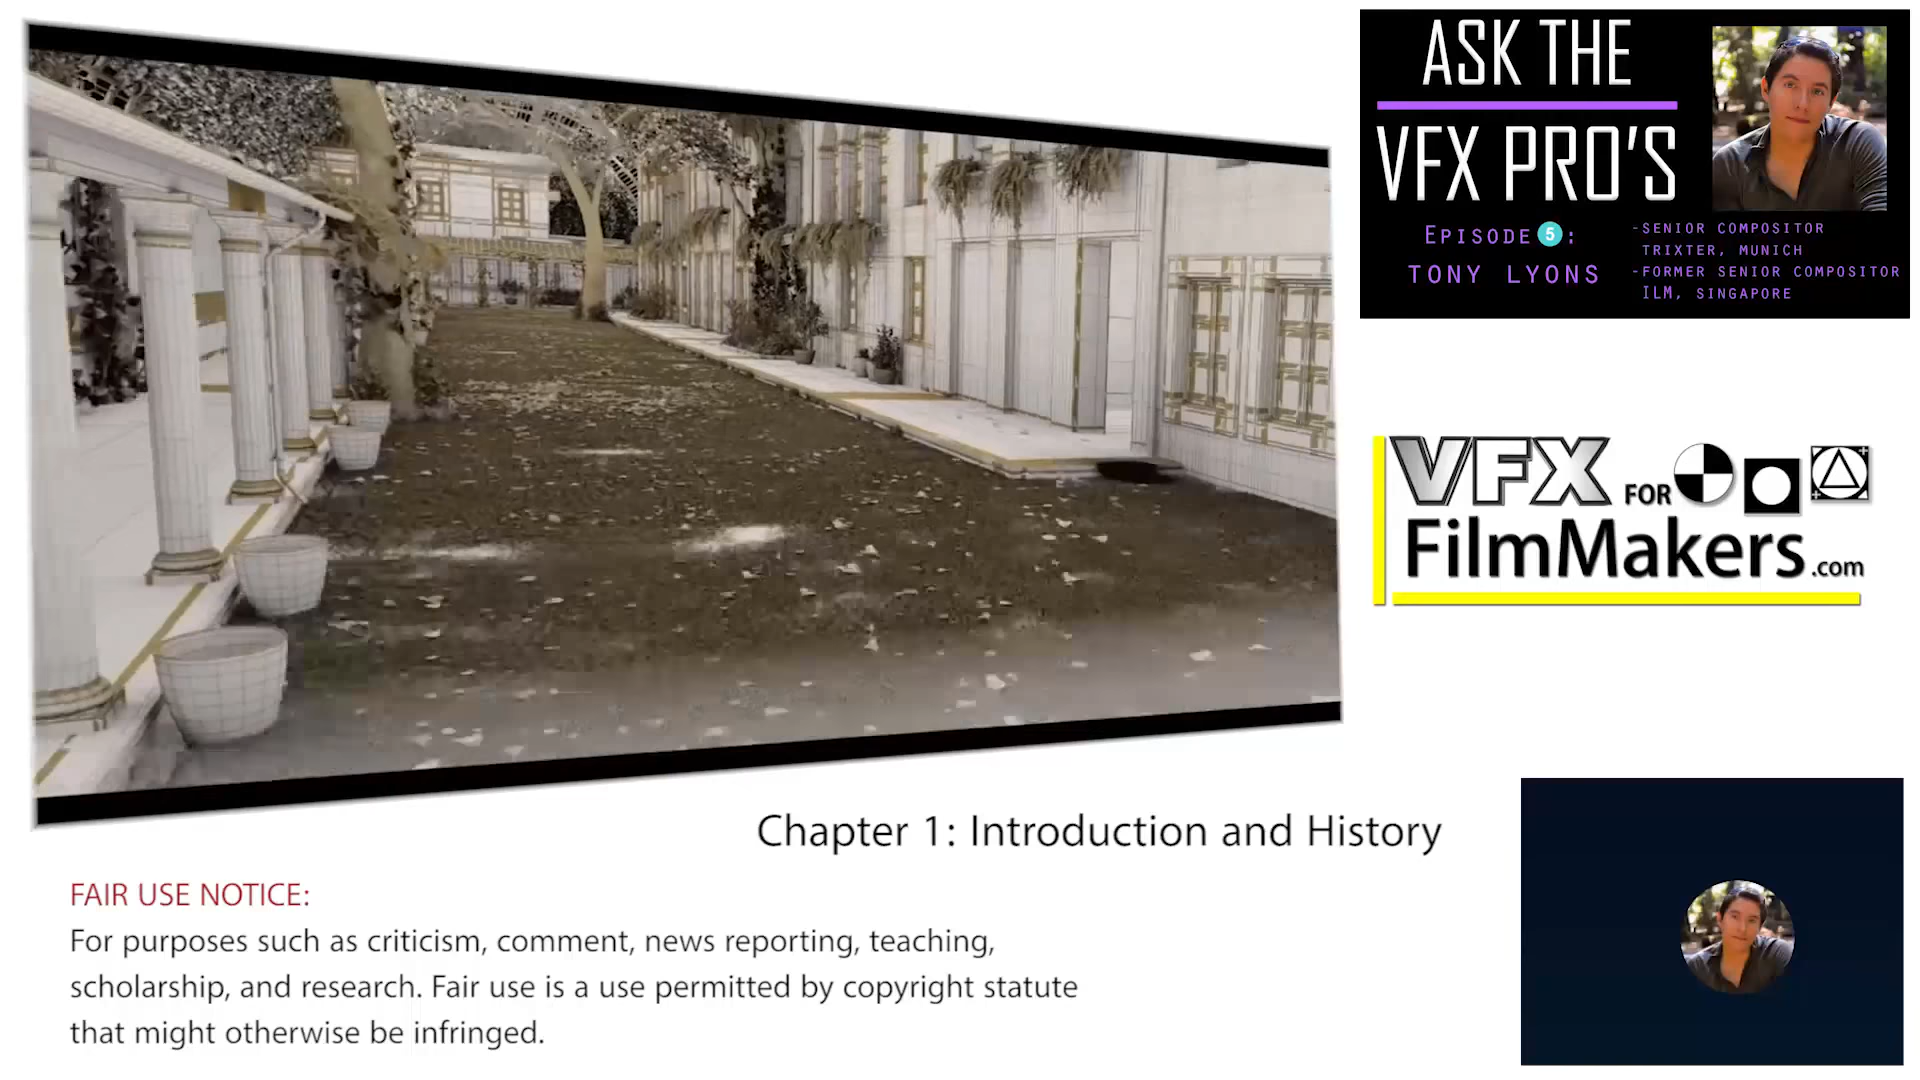 ASK THE
VFX PRO'S
EPISODE 5:
TONY LYONS
-SENIOR COMPOSITOR
TRIXTER, MUNICH
-FORMER SENIOR COMPOSITOR
ILM, SINGAPORE
VFX FOR
FilmMakers.com
Chapter 1: Introduction and History
FAIR USE NOTICE:
For purposes such as criticism, comment, news reporting, teaching,
scholarship, and research. Fair use is a use permitted by copyright statute
that might otherwise be infringed.